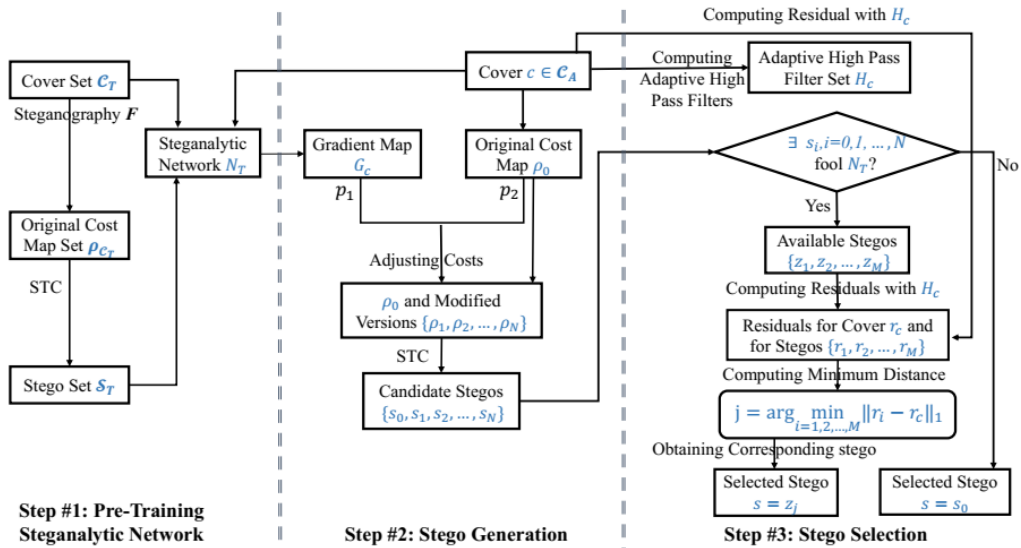 Cover Set 𝓒_T
Steganography F
Steganalytic
Network N_T
Original Cost
Map Set ρ_{𝓒_T}
STC
Stego Set 𝓢_T
Step #1: Pre-Training
Steganalytic Network
Cover c ∈ 𝓒_A
Gradient Map
G_c
Original Cost
Map ρ_0
p_1
p_2
Adjusting Costs
ρ_0 and Modified
Versions {ρ_1, ρ_2, … , ρ_N}
STC
Candidate Stegos
{s_0, s_1, s_2, … , s_N}
Step #2: Stego Generation
Computing Residual with H_c
Computing
Adaptive High
Pass Filters
Adaptive High Pass
Filter Set H_c
∃ s_i, i=0,1, … , N
fool N_T?
No
Yes
Available Stegos
{z_1, z_2, … , z_M}
Computing Residuals with H_c
Residuals for Cover r_c and
for Stegos {r_1, r_2, … , r_M}
Computing Minimum Distance
j = arg min_{i=1,2,…,M} ‖r_i − r_c‖_1
Obtaining Corresponding stego
Selected Stego
s = z_j
Selected Stego
s = s_0
Step #3: Stego Selection